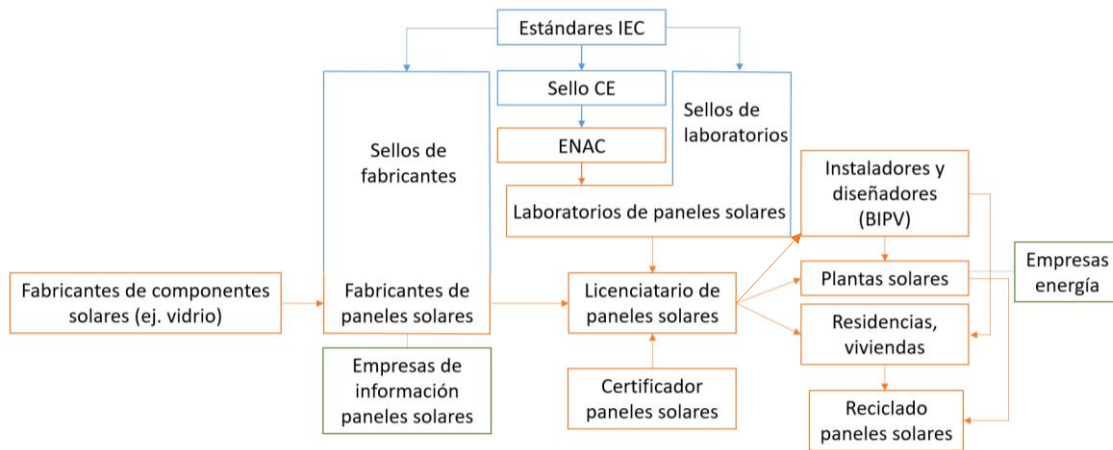 Estándares IEC
Sello CE
Sellos de
laboratorios
ENAC
Sellos de
fabricantes
Laboratorios de paneles solares
Instaladores y
diseñadores
(BIPV)
Fabricantes de componentes
solares (ej. vidrio)
Fabricantes de
paneles solares
Licenciatario de
paneles solares
Plantas solares
Empresas
energía
Residencias,
viviendas
Empresas de
información
paneles solares
Certificador
paneles solares
Reciclado
paneles solares